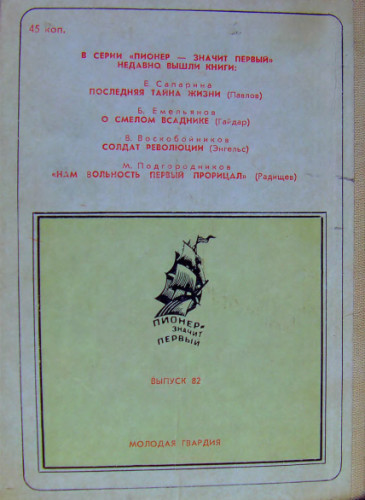 45 коп.
В СЕРИИ «ПИОНЕР — ЗНАЧИТ ПЕРВЫЙ»
НЕДАВНО ВЫШЛИ КНИГИ:
Е. Сапарина
ПОСЛЕДНЯЯ ТАЙНА ЖИЗНИ (Павлов)
Б. Емельянов
О СМЕЛОМ ВСАДНИКЕ (Гайдар)
В. Воскобойников
СОЛДАТ РЕВОЛЮЦИИ (Энгельс)
М. Подгородников
«НАМ ВОЛЬНОСТЬ ПЕРВЫЙ ПРОРИЦАЛ» (Радищев)
ПИОНЕР-
ЗНАЧИТ
ПЕРВЫЙ
ВЫПУСК 82
МОЛОДАЯ ГВАРДИЯ